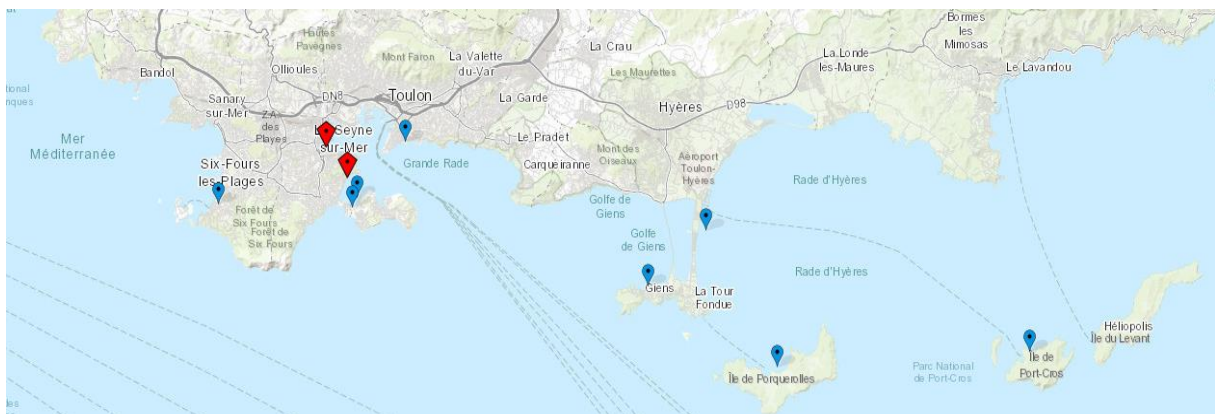 Hautes
Pavègnes
Mont Faron
La Valette
du-Var
La Crau
Les Maurettes
Bormes
les
Mimosas
La Londe
les-Maures
Le Lavandou
Bandol
Ollioules
DN8
Toulon
La Garde
Hyères
D98
Sanary
sur-Mer
Z.A.
des
Playes
La Seyne
sur-Mer
Le Pradet
Mer
Méditerranée
Six-Fours
les-Plages
Grande Rade
Carqueiranne
Mont des
Oiseaux
Aéroport
Toulon-
Hyères
Rade d'Hyères
Forêt de
Six Fours
Forêt de
Six Fours
Golfe de
Giens
Golfe
de Giens
Rade d'Hyères
Giens
La Tour
Fondue
Héliopolis
Île du Levant
Parc National
de Port-Cros
Île de
Port-Cros
Île de Porquerolles